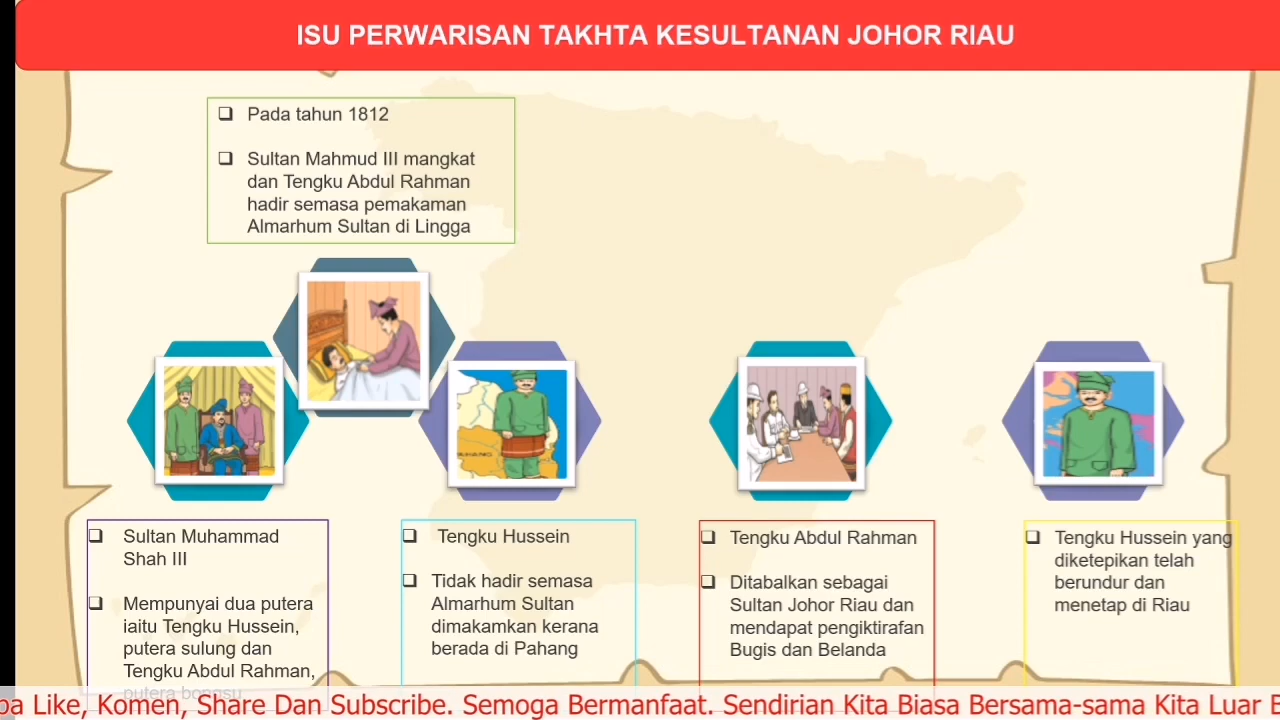 ISU PERWARISAN TAKHTA KESULTANAN JOHOR RIAU
❑ Pada tahun 1812
❑ Sultan Mahmud III mangkat
dan Tengku Abdul Rahman
hadir semasa pemakaman
Almarhum Sultan di Lingga
❑ Sultan Muhammad
Shah III
❑ Mempunyai dua putera
iaitu Tengku Hussein,
putera sulung dan
Tengku Abdul Rahman,
putera bongsu
❑ Tengku Hussein
❑ Tidak hadir semasa
Almarhum Sultan
dimakamkan kerana
berada di Pahang
❑ Tengku Abdul Rahman
❑ Ditabalkan sebagai
Sultan Johor Riau dan
mendapat pengiktirafan
Bugis dan Belanda
❑ Tengku Hussein yang
diketepikan telah
berundur dan
menetap di Riau
Like, Komen, Share Dan Subscribe. Semoga Bermanfaat. Sendirian Kita Biasa Bersama-sama Kita Luar